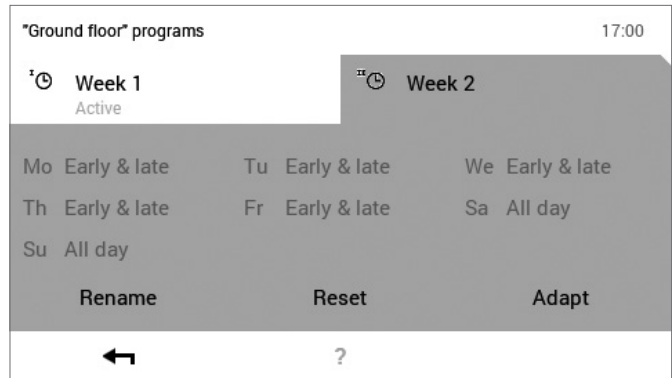 "Ground floor" programs 17:00
I Week 1 II Week 2
Active
Mo Early & late Tu Early & late We Early & late
Th Early & late Fr Early & late Sa All day
Su All day
Rename Reset Adapt
?